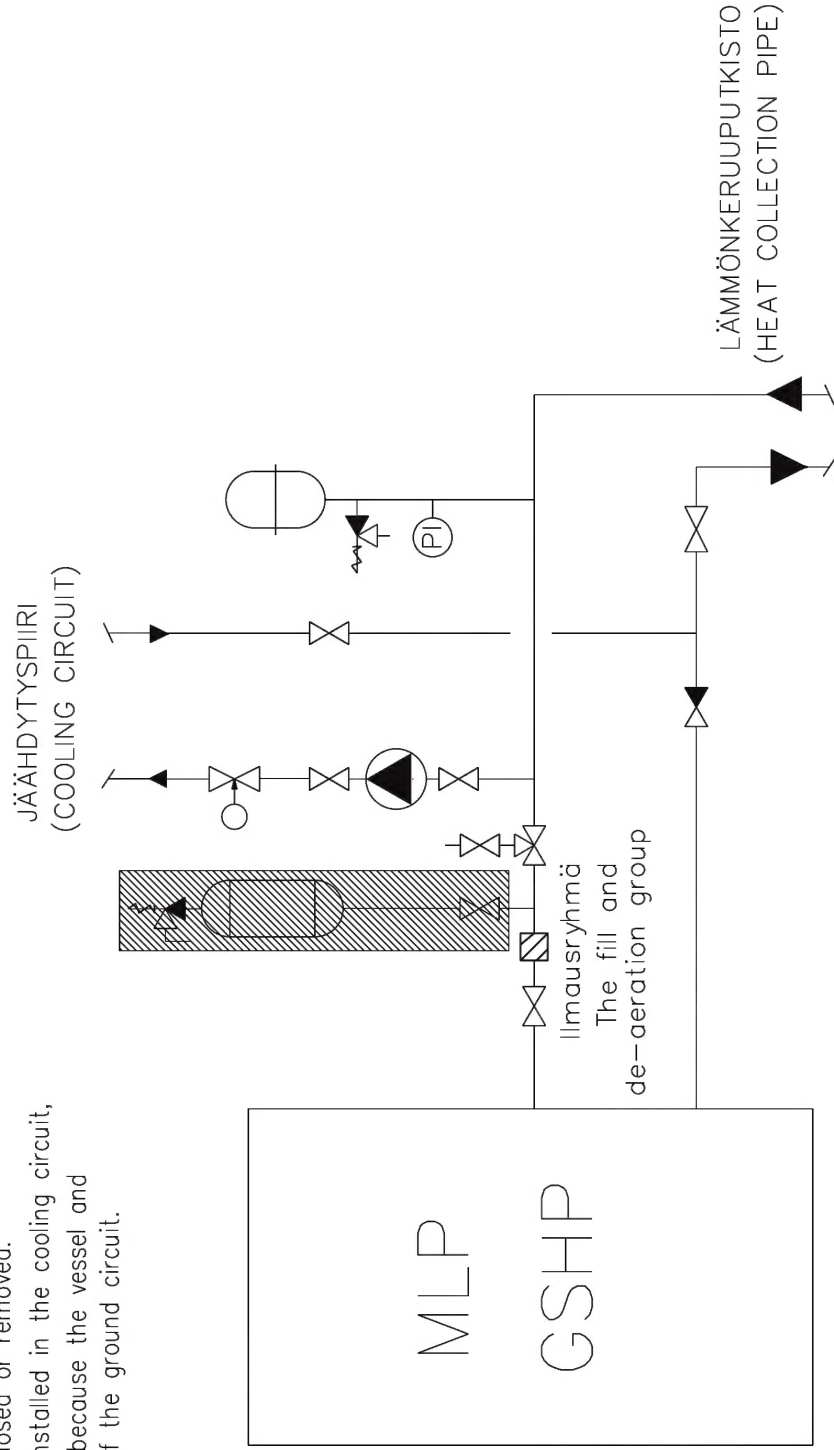 losed or removed.
nstalled in the cooling circuit,
because the vessel and
f the ground circuit.
JÄÄHDYTYSPIIRI
(COOLING CIRCUIT)
PI
MLP
GSHP
Ilmausryhmä
The fill and
de-aeration group
LÄMMÖNKERUUPUTKISTO
(HEAT COLLECTION PIPE)